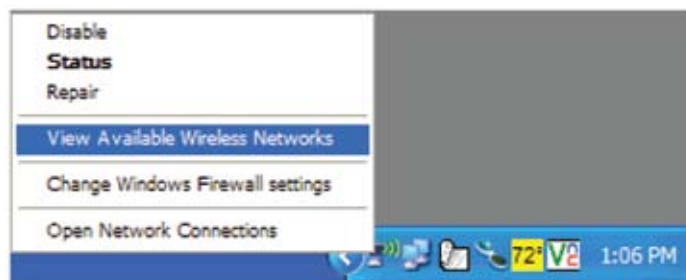 Disable
Status
Repair
View Available Wireless Networks
Change Windows Firewall settings
Open Network Connections
72° V2 1:06 PM